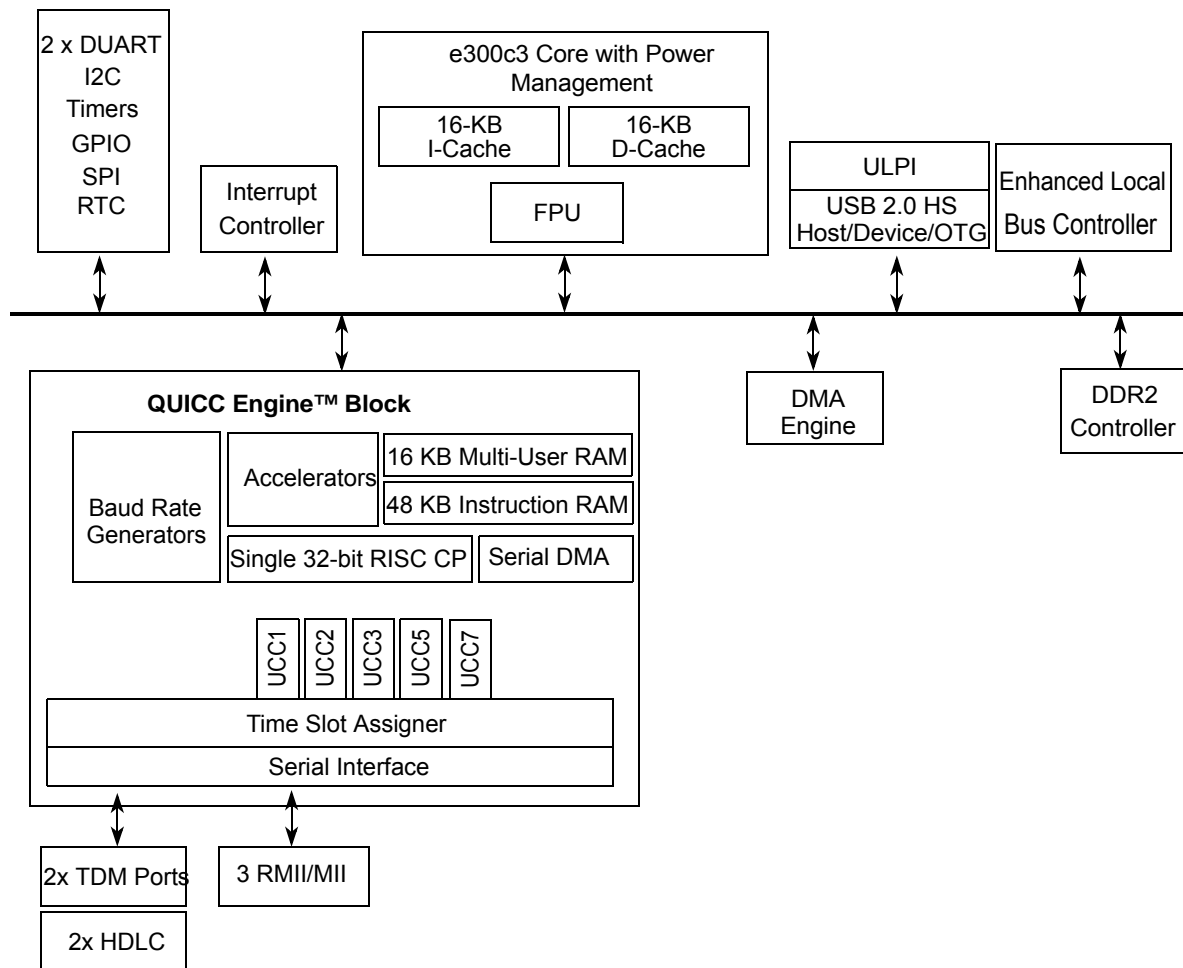 2 x DUART
I2C
Timers
GPIO
SPI
RTC
Interrupt
Controller
e300c3 Core with Power
Management
16-KB
I-Cache
16-KB
D-Cache
FPU
ULPI
USB 2.0 HS
Host/Device/OTG
Enhanced Local
Bus Controller
QUICC Engine™ Block
Baud Rate
Generators
Accelerators
16 KB Multi-User RAM
48 KB Instruction RAM
Single 32-bit RISC CP
Serial DMA
UCC1
UCC2
UCC3
UCC5
UCC7
Time Slot Assigner
Serial Interface
DMA
Engine
DDR2
Controller
2x TDM Ports
3 RMII/MII
2x HDLC